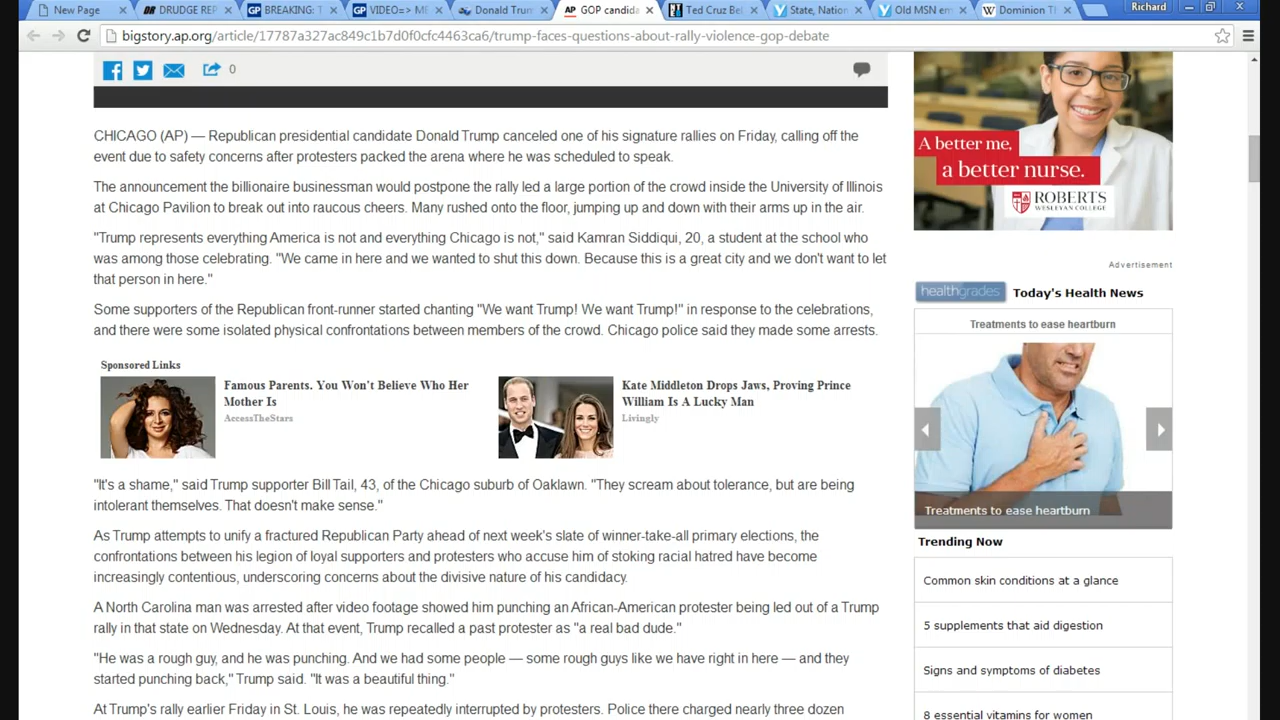 New Page
DRUDGE REP
BREAKING: T
VIDEO=> ME
Donald Trum
AP GOP candida
Ted Cruz Bel
State, Nation
Old MSN em
Dominion Th
Richard
bigstory.ap.org/article/17787a327ac849c1b7d0f0cfc4463ca6/trump-faces-questions-about-rally-violence-gop-debate
0
CHICAGO (AP) — Republican presidential candidate Donald Trump canceled one of his signature rallies on Friday, calling off the
event due to safety concerns after protesters packed the arena where he was scheduled to speak.
The announcement the billionaire businessman would postpone the rally led a large portion of the crowd inside the University of Illinois
at Chicago Pavilion to break out into raucous cheers. Many rushed onto the floor, jumping up and down with their arms up in the air.
"Trump represents everything America is not and everything Chicago is not," said Kamran Siddiqui, 20, a student at the school who
was among those celebrating. "We came in here and we wanted to shut this down. Because this is a great city and we don't want to let
that person in here."
Some supporters of the Republican front-runner started chanting "We want Trump! We want Trump!" in response to the celebrations,
and there were some isolated physical confrontations between members of the crowd. Chicago police said they made some arrests.
Sponsored Links
Famous Parents. You Won't Believe Who Her
Mother Is
AccessTheStars
Kate Middleton Drops Jaws, Proving Prince
William Is A Lucky Man
Livingly
"It's a shame," said Trump supporter Bill Tail, 43, of the Chicago suburb of Oaklawn. "They scream about tolerance, but are being
intolerant themselves. That doesn't make sense."
As Trump attempts to unify a fractured Republican Party ahead of next week's slate of winner-take-all primary elections, the
confrontations between his legion of loyal supporters and protesters who accuse him of stoking racial hatred have become
increasingly contentious, underscoring concerns about the divisive nature of his candidacy.
A North Carolina man was arrested after video footage showed him punching an African-American protester being led out of a Trump
rally in that state on Wednesday. At that event, Trump recalled a past protester as "a real bad dude."
"He was a rough guy, and he was punching. And we had some people — some rough guys like we have right in here — and they
started punching back," Trump said. "It was a beautiful thing."
At Trump's rally earlier Friday in St. Louis, he was repeatedly interrupted by protesters. Police there charged nearly three dozen
A better me,
a better nurse.
ROBERTS
WESLEYAN COLLEGE
Advertisement
healthgrades Today's Health News
Treatments to ease heartburn
Treatments to ease heartburn
Trending Now
Common skin conditions at a glance
5 supplements that aid digestion
Signs and symptoms of diabetes
8 essential vitamins for women